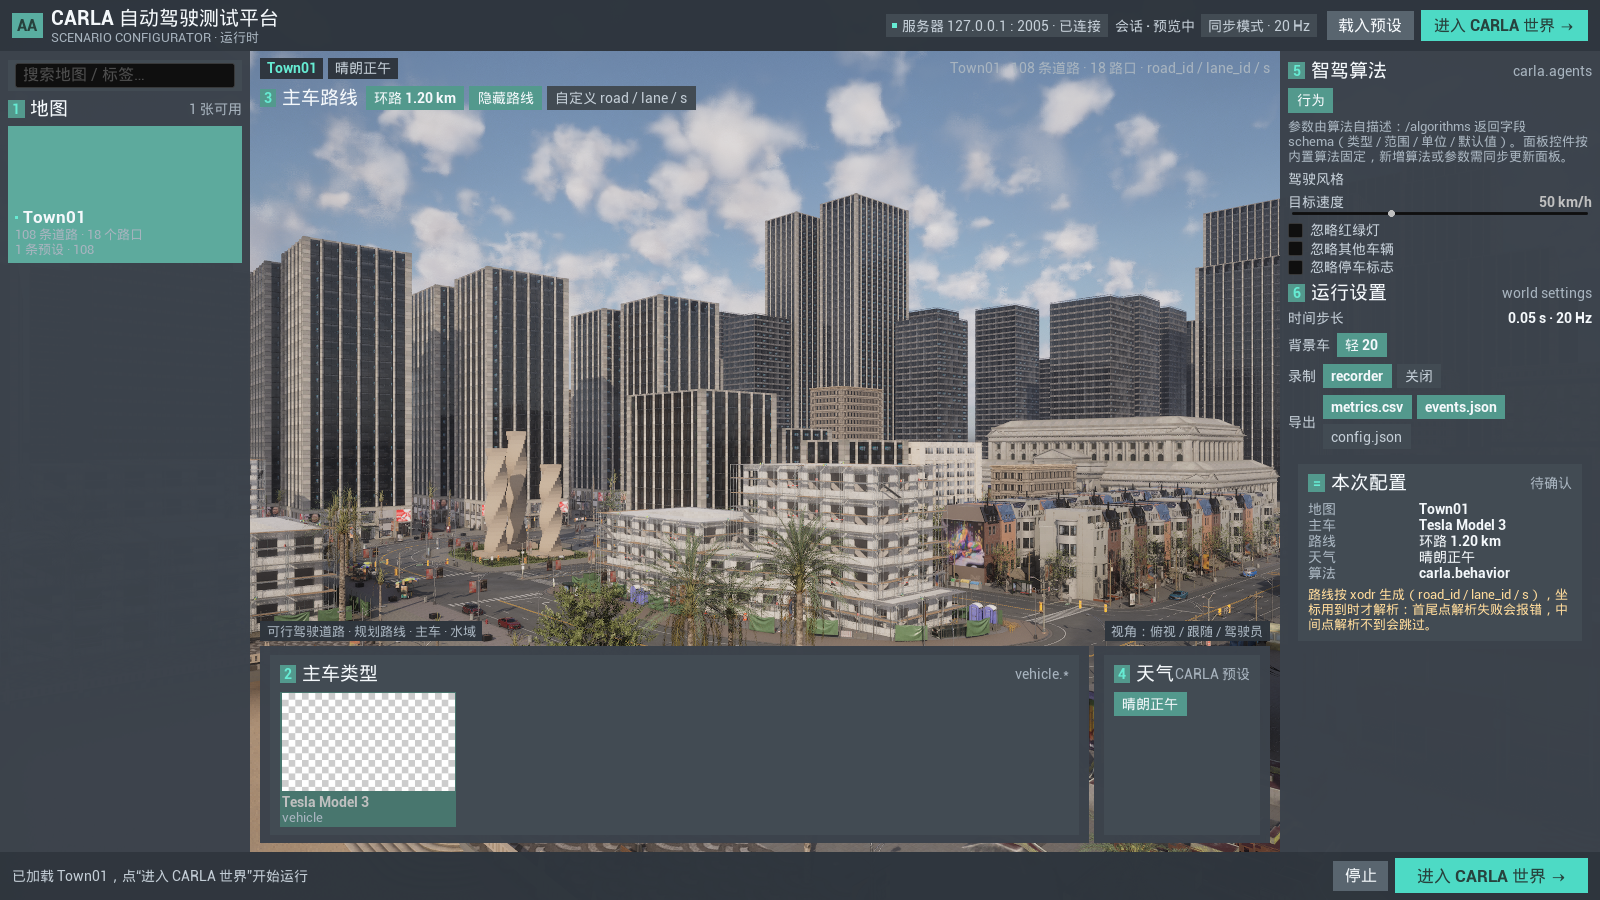 AA
CARLA 自动驾驶测试平台
SCENARIO CONFIGURATOR · 运行时
服务器 127.0.0.1 : 2005 · 已连接
会话 · 预览中
同步模式 · 20 Hz
载入预设
进入 CARLA 世界 →
搜索地图 / 标签...
1 地图
1 张可用
Town01
108 条道路 · 18 个路口
1 条预设 · 108
Town01
晴朗正午
Town01 · 108 条道路 · 18 路口 · road_id / lane_id / s
3 主车路线
环路 1.20 km
隐藏路线
自定义 road / lane / s
可行驾驶道路 · 规划路线 · 主车 · 水域
视角：俯视 / 跟随 / 驾驶员
2 主车类型
vehicle.*
Tesla Model 3
vehicle
4 天气
CARLA 预设
晴朗正午
5 智驾算法
carla.agents
行为
参数由算法自描述：/algorithms 返回字段
schema（类型 / 范围 / 单位 / 默认值）。面板控件按
内置算法固定，新增算法或参数需同步更新面板。
驾驶风格
目标速度
50 km/h
忽略红绿灯
忽略其他车辆
忽略停车标志
6 运行设置
world settings
时间步长
0.05 s · 20 Hz
背景车
轻 20
录制
recorder
关闭
导出
metrics.csv
events.json
config.json
= 本次配置
待确认
地图 Town01
主车 Tesla Model 3
路线 环路 1.20 km
天气 晴朗正午
算法 carla.behavior
路线按 xodr 生成（road_id / lane_id / s），坐
标用到时才解析：首尾点解析失败会报错，中
间点解析不到会跳过。
已加载 Town01，点“进入 CARLA 世界”开始运行
停止
进入 CARLA 世界 →